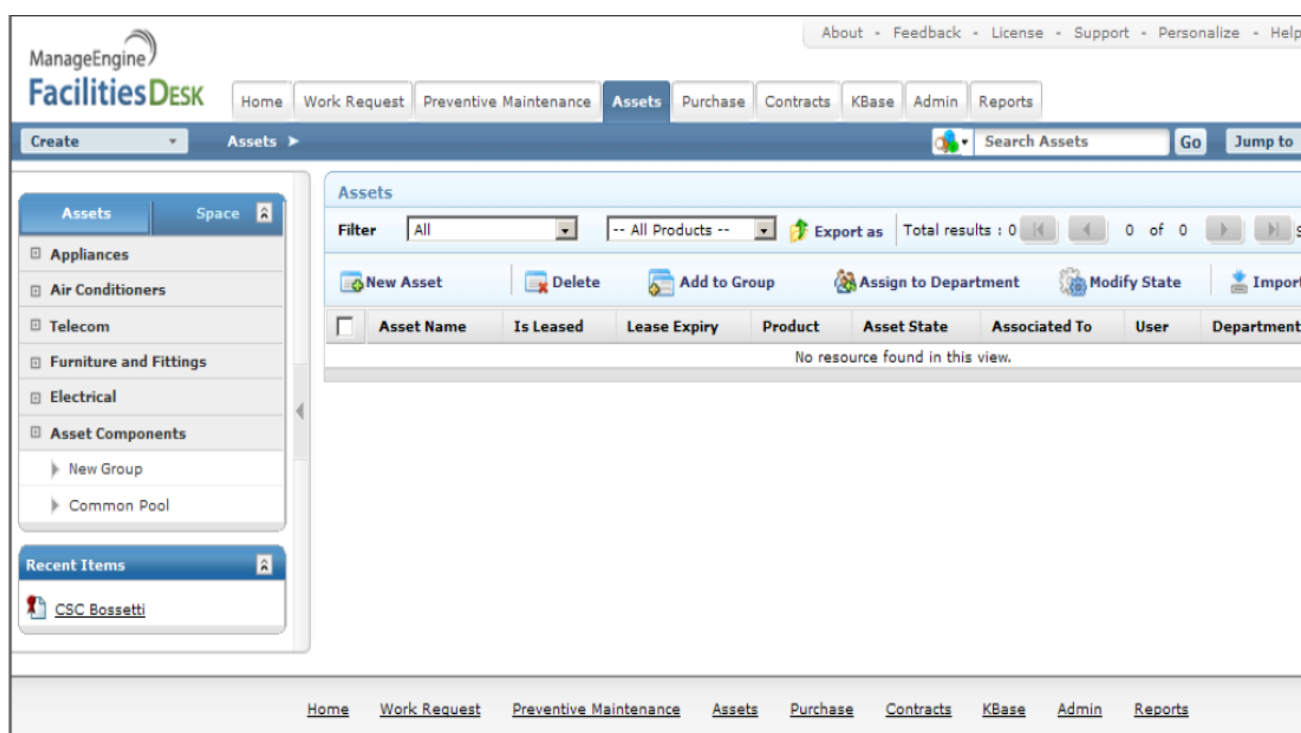 About - Feedback - License - Support - Personalize - Help
ManageEngine
FacilitiesDESK
Home Work Request Preventive Maintenance Assets Purchase Contracts KBase Admin Reports
Create Assets Search Assets Go Jump to
Assets Space
Appliances
Air Conditioners
Telecom
Furniture and Fittings
Electrical
Asset Components
New Group
Common Pool
Recent Items
CSC Bossetti
Assets
Filter All -- All Products -- Export as Total results : 0 0 of 0 S
New Asset Delete Add to Group Assign to Department Modify State Import
Asset Name Is Leased Lease Expiry Product Asset State Associated To User Department
No resource found in this view.
Home Work Request Preventive Maintenance Assets Purchase Contracts KBase Admin Reports